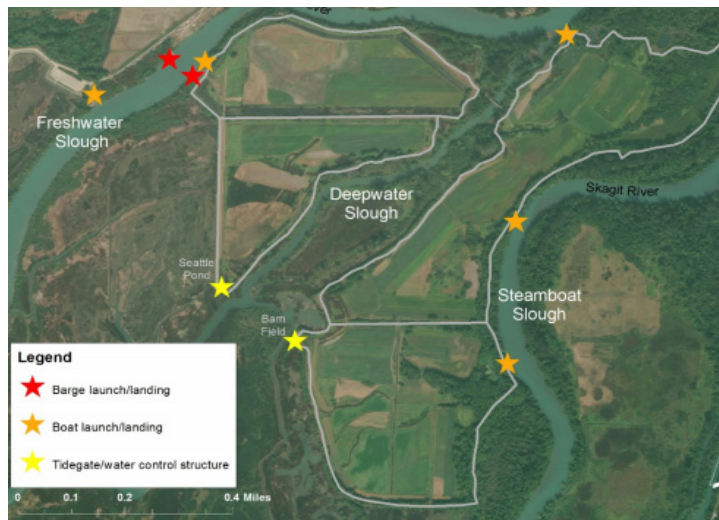 ver
Freshwater
Slough
Deepwater
Slough
Skagit River
Seattle
Pond
Steamboat
Slough
Barn
Field
Legend
Barge launch/landing
Boat launch/landing
Tidegate/water control structure
0 0.1 0.2 0.4 Miles